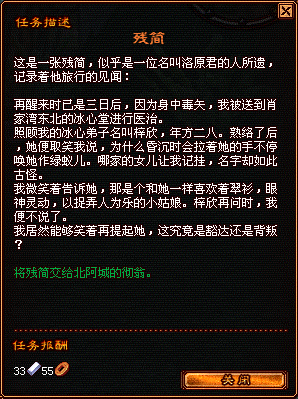 任务描述
残简
这是一张残简，似乎是一位名叫洛原君的人所遗，
记录着他旅行的见闻：
再醒来时已是三日后，因为身中毒矢，我被送到肖
家湾东北的冰心堂进行医治。
照顾我的冰心弟子名叫梓欣，年方二八。熟络了后
，她便取笑我说，为什么昏沉时会拉着她的手不停
唤她作绿蚁儿。哪家的女儿让我记挂，名字却如此
古怪。
我微笑着告诉她，那是个和她一样喜欢着翠衫，眼
神灵动，以捉弄人为乐的小姑娘。梓欣再问时，我
便不说了。
我居然能够笑着再提起她，这究竟是豁达还是背叛
？
将残简交给北阿城的彻翁。
任务报酬
33 55
关闭